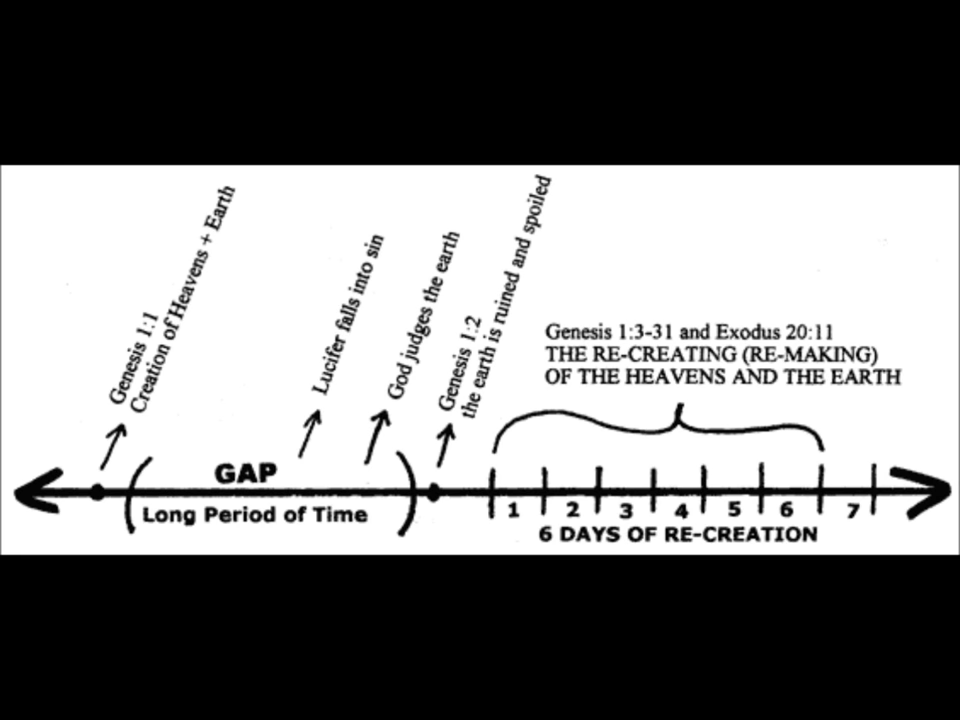 Genesis 1:1
Creation of Heavens + Earth
Lucifer falls into sin
God judges the earth
Genesis 1:2
the earth is ruined and spoiled
Genesis 1:3-31 and Exodus 20:11
THE RE-CREATING (RE-MAKING)
OF THE HEAVENS AND THE EARTH
GAP
Long Period of Time
1 2 3 4 5 6 7
6 DAYS OF RE-CREATION